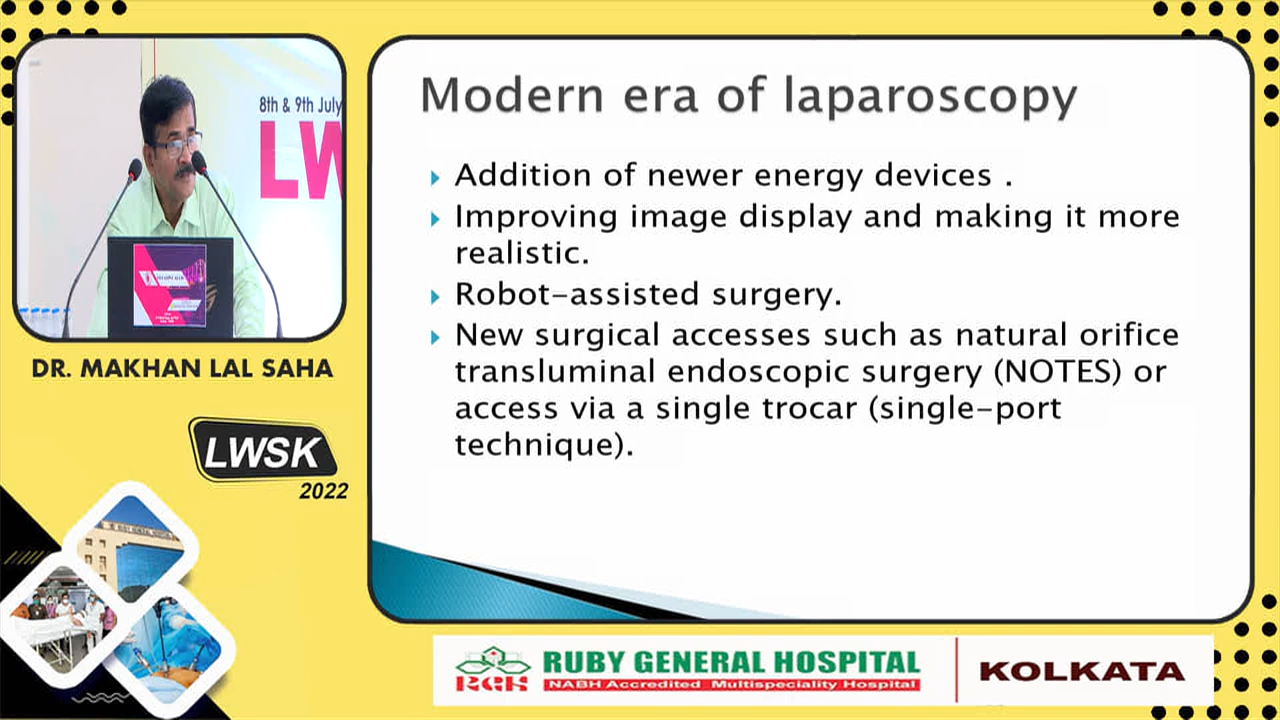 8th & 9th July
LW
DR. MAKHAN LAL SAHA
LWSK
2022
Modern era of laparoscopy
Addition of newer energy devices .
Improving image display and making it more
realistic.
Robot-assisted surgery.
New surgical accesses such as natural orifice
transluminal endoscopic surgery (NOTES) or
access via a single trocar (single-port
technique).
RGH
RUBY GENERAL HOSPITAL
NABH Accredited Multispeciality Hospital
KOLKATA